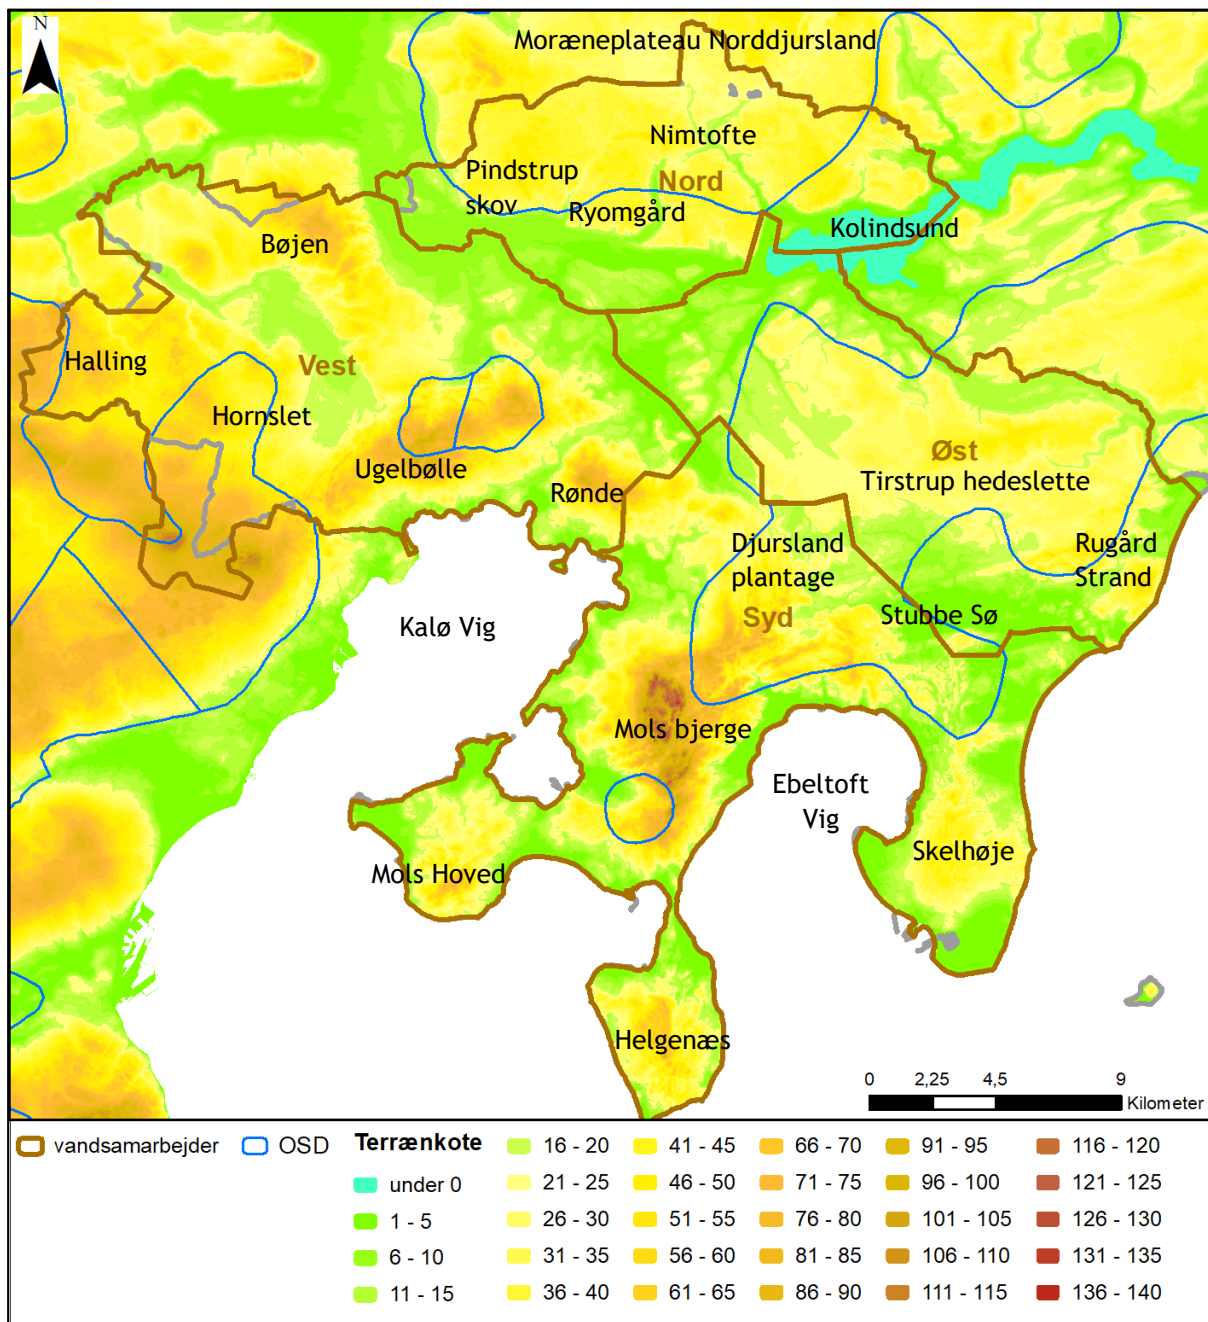 N
Moræneplateau Norddjursland
Nimtofte
Pindstrup
skov
Nord
Ryomgård
Kolindsund
Bøjen
Halling
Vest
Hornslet
Ugelbølle
Rønde
Øst
Tirstrup hedeslette
Djursland
plantage
Rugård
Strand
Stubbe Sø
Syd
Kalø Vig
Mols bjerge
Ebeltoft
Vig
Skelhøje
Mols Hoved
Helgenæs
0 2,25 4,5 9
Kilometer
vandsamarbejder
OSD
Terrænkote
under 0
1 - 5
6 - 10
11 - 15
16 - 20
21 - 25
26 - 30
31 - 35
36 - 40
41 - 45
46 - 50
51 - 55
56 - 60
61 - 65
66 - 70
71 - 75
76 - 80
81 - 85
86 - 90
91 - 95
96 - 100
101 - 105
106 - 110
111 - 115
116 - 120
121 - 125
126 - 130
131 - 135
136 - 140